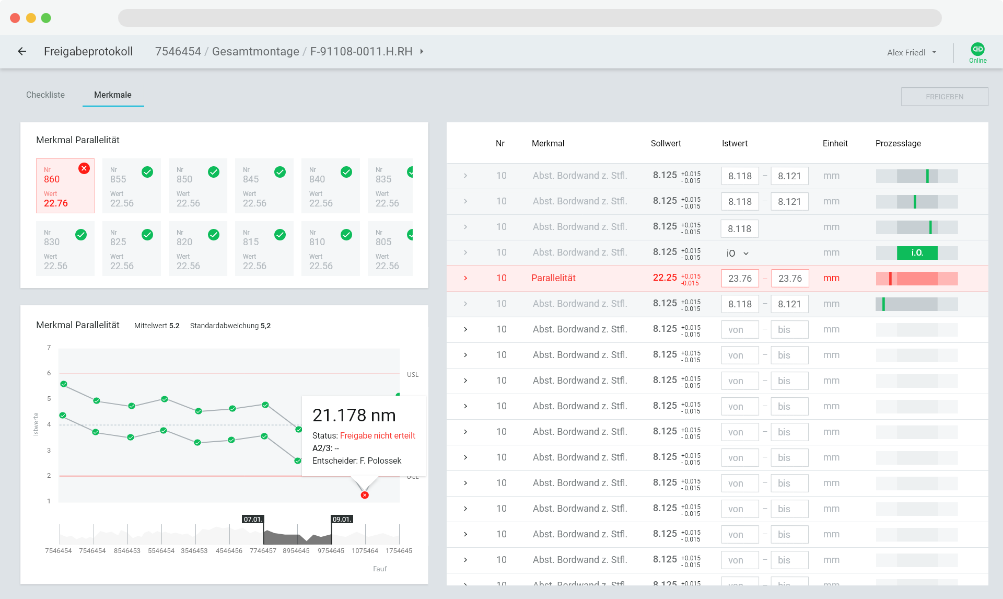 Freigabeprotokoll 7546454 / Gesamtmontage / F-91108-0011.H.RH
Alex Friedl
Online
Checkliste Merkmale
FREIGEBEN
Merkmal Parallelität
Nr Nr Nr Nr Nr Nr
860 855 850 845 840 835
Wert Wert Wert Wert Wert Wert
22.76 22.56 22.56 22.56 22.56 22.56
Nr Nr Nr Nr Nr Nr
830 825 820 815 810 805
Wert Wert Wert Wert Wert Wert
22.56 22.56 22.56 22.56 22.56 22.56
Merkmal Parallelität Mittelwert 5.2 Standardabweichung 5,2
7
6
5
4
3
2
1
Istwerte
USL
21.178 nm
Status: Freigabe nicht erteilt
A2/3: --
Entscheider: F. Polossek
07.01. 09.01.
7546454 7546454 8546453 5546454 3546453 4546456 7746457 8954645 9754645 1075464 1754645
Fauf
Nr Merkmal Sollwert Istwert Einheit Prozesslage
10 Abst. Bordwand z. Stfl. 8.125 +0.015 -0.015 8.118 – 8.121 mm
10 Abst. Bordwand z. Stfl. 8.125 +0.015 -0.015 8.118 – 8.121 mm
10 Abst. Bordwand z. Stfl. 8.125 +0.015 -0.015 8.118 mm
10 Abst. Bordwand z. Stfl. 8.125 +0.015 -0.015 iO mm i.O.
10 Parallelität 22.25 +0.015 -0.015 23.76 – 23.76 mm
10 Abst. Bordwand z. Stfl. 8.125 +0.015 -0.015 8.118 – 8.121 mm
10 Abst. Bordwand z. Stfl. 8.125 +0.015 -0.015 von – bis mm
10 Abst. Bordwand z. Stfl. 8.125 +0.015 -0.015 von – bis mm
10 Abst. Bordwand z. Stfl. 8.125 +0.015 -0.015 von – bis mm
10 Abst. Bordwand z. Stfl. 8.125 +0.015 -0.015 von – bis mm
10 Abst. Bordwand z. Stfl. 8.125 +0.015 -0.015 von – bis mm
10 Abst. Bordwand z. Stfl. 8.125 +0.015 -0.015 von – bis mm
10 Abst. Bordwand z. Stfl. 8.125 +0.015 -0.015 von – bis mm
10 Abst. Bordwand z. Stfl. 8.125 +0.015 -0.015 von – bis mm
10 Abst. Bordwand z. Stfl. 8.125 +0.015 -0.015 von – bis mm
10 Abst. Bordwand z. Stfl. 8.125 +0.015 -0.015 von – bis mm
10 Abst. Bordwand z. Stfl. 8.125 +0.015 -0.015 von – bis mm